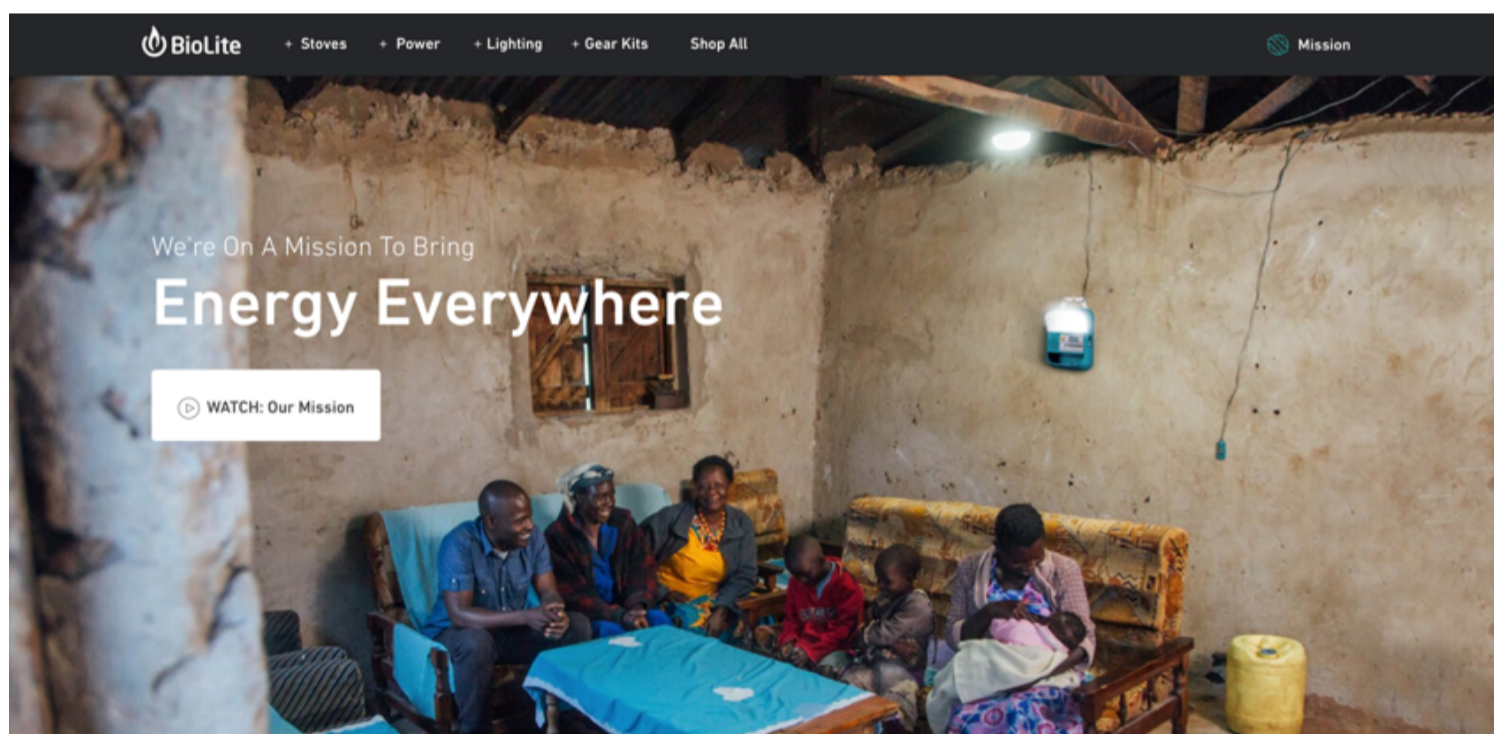 BioLite
+ Stoves
+ Power
+ Lighting
+ Gear Kits
Shop All
Mission
We're On A Mission To Bring
Energy Everywhere
WATCH: Our Mission